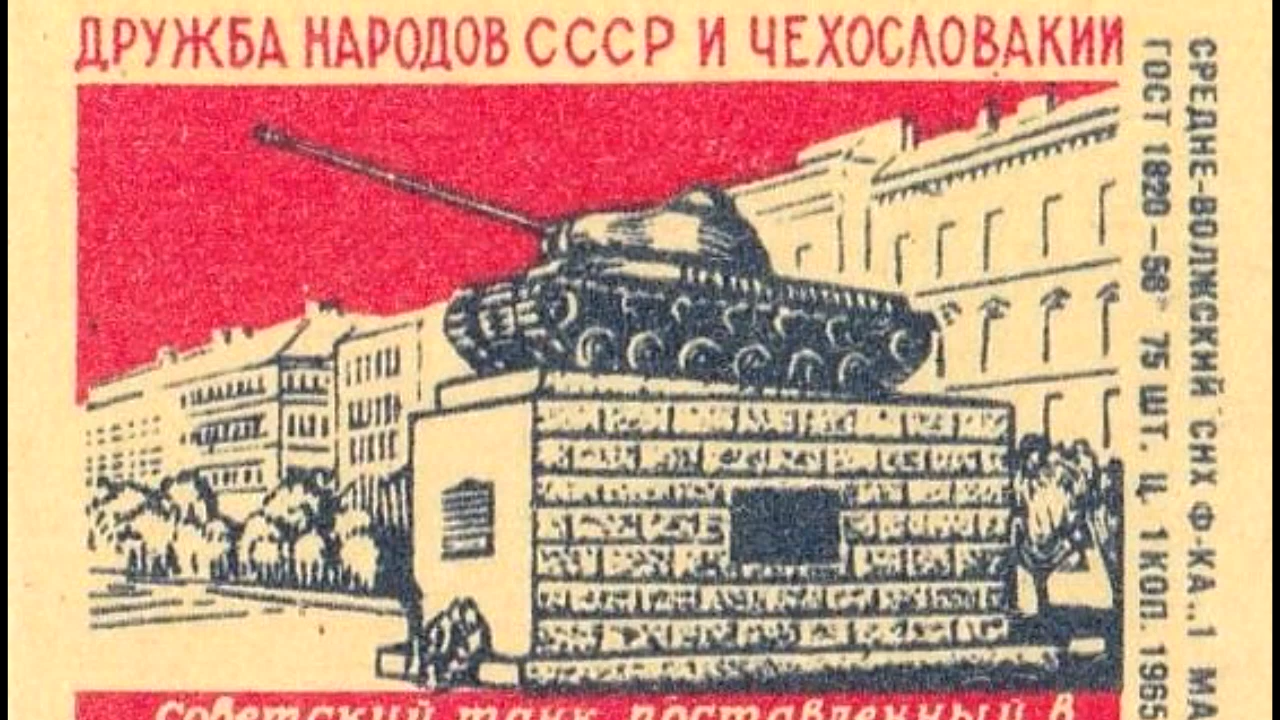 ДРУЖБА НАРОДОВ СССР И ЧЕХОСЛОВАКИИ
СРЕДНЕ-ВОЛЖСКИЙ СНХ Ф-КА „1 МА
ГОСТ 1820–56 75 ШТ. Ц. 1 КОП. 1965
Советский танк, поставленный в